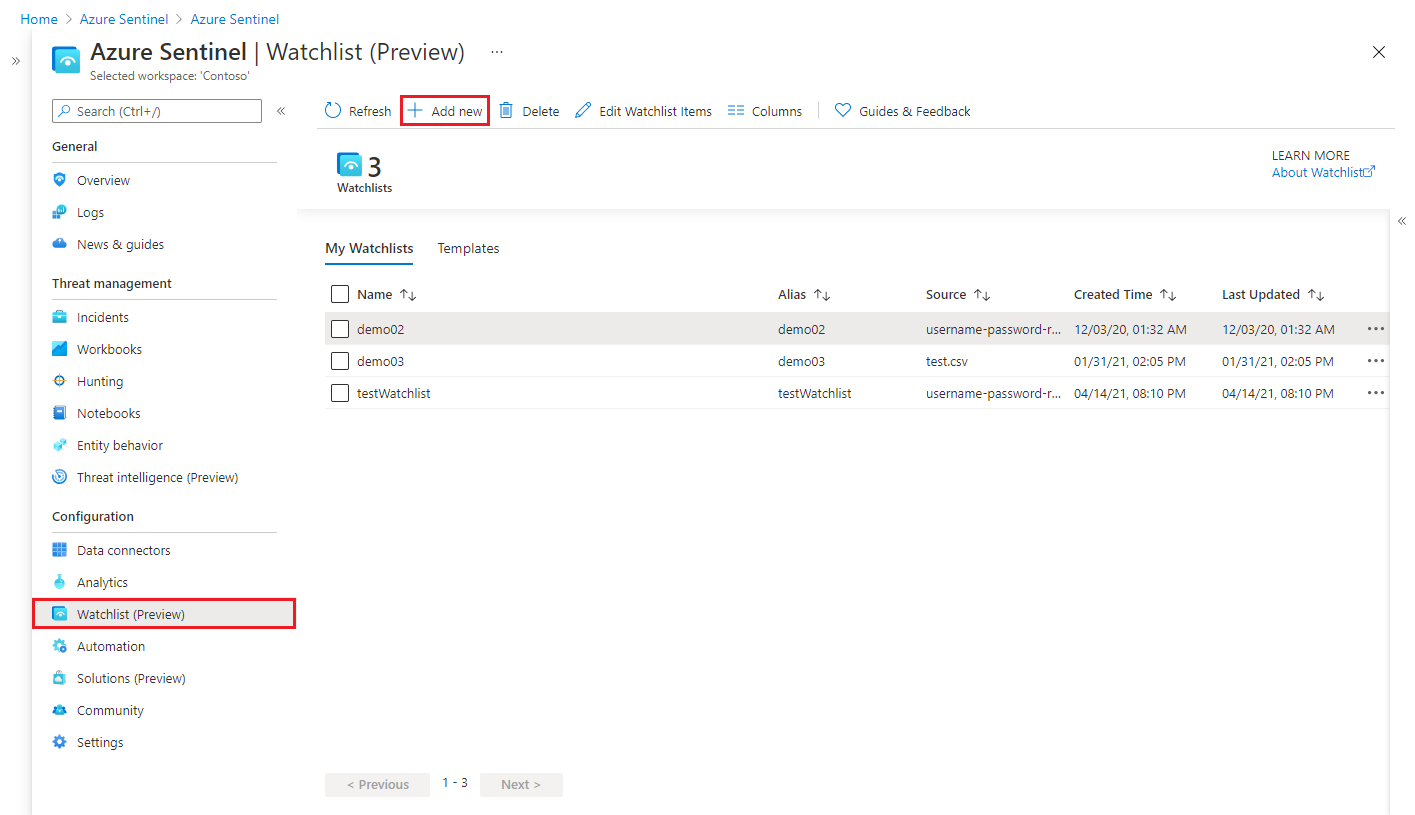 Home > Azure Sentinel > Azure Sentinel
Azure Sentinel | Watchlist (Preview) ...
Selected workspace: 'Contoso'
Search (Ctrl+/)
General
Overview
Logs
News & guides
Threat management
Incidents
Workbooks
Hunting
Notebooks
Entity behavior
Threat intelligence (Preview)
Configuration
Data connectors
Analytics
Watchlist (Preview)
Automation
Solutions (Preview)
Community
Settings
Refresh + Add new Delete Edit Watchlist Items Columns Guides & Feedback
3
Watchlists
LEARN MORE
About Watchlist
My Watchlists Templates
Name Alias Source Created Time Last Updated
demo02 demo02 username-password-r... 12/03/20, 01:32 AM 12/03/20, 01:32 AM
demo03 demo03 test.csv 01/31/21, 02:05 PM 01/31/21, 02:05 PM
testWatchlist testWatchlist username-password-r... 04/14/21, 08:10 PM 04/14/21, 08:10 PM
< Previous 1 - 3 Next >